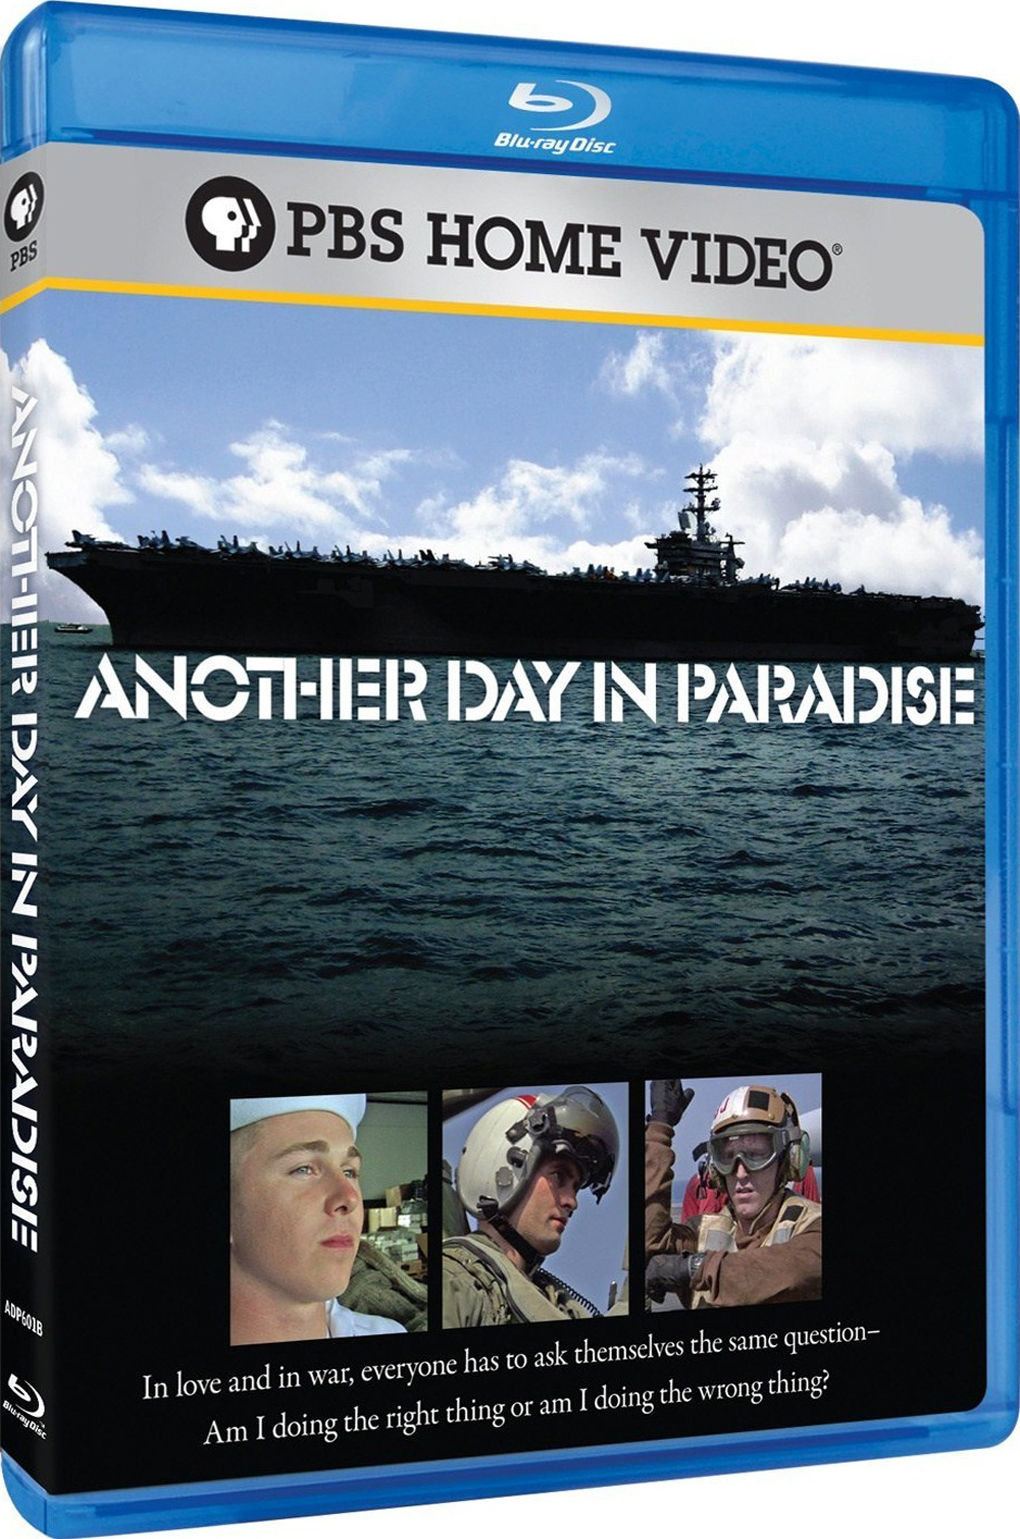 Blu-ray Disc
PBS HOME VIDEO®
PBS
ANOTHER DAY IN PARADISE
ANOTHER DAY IN PARADISE
In love and in war, everyone has to ask themselves the same question–
Am I doing the right thing or am I doing the wrong thing?
ADP601B
Blu-ray Disc